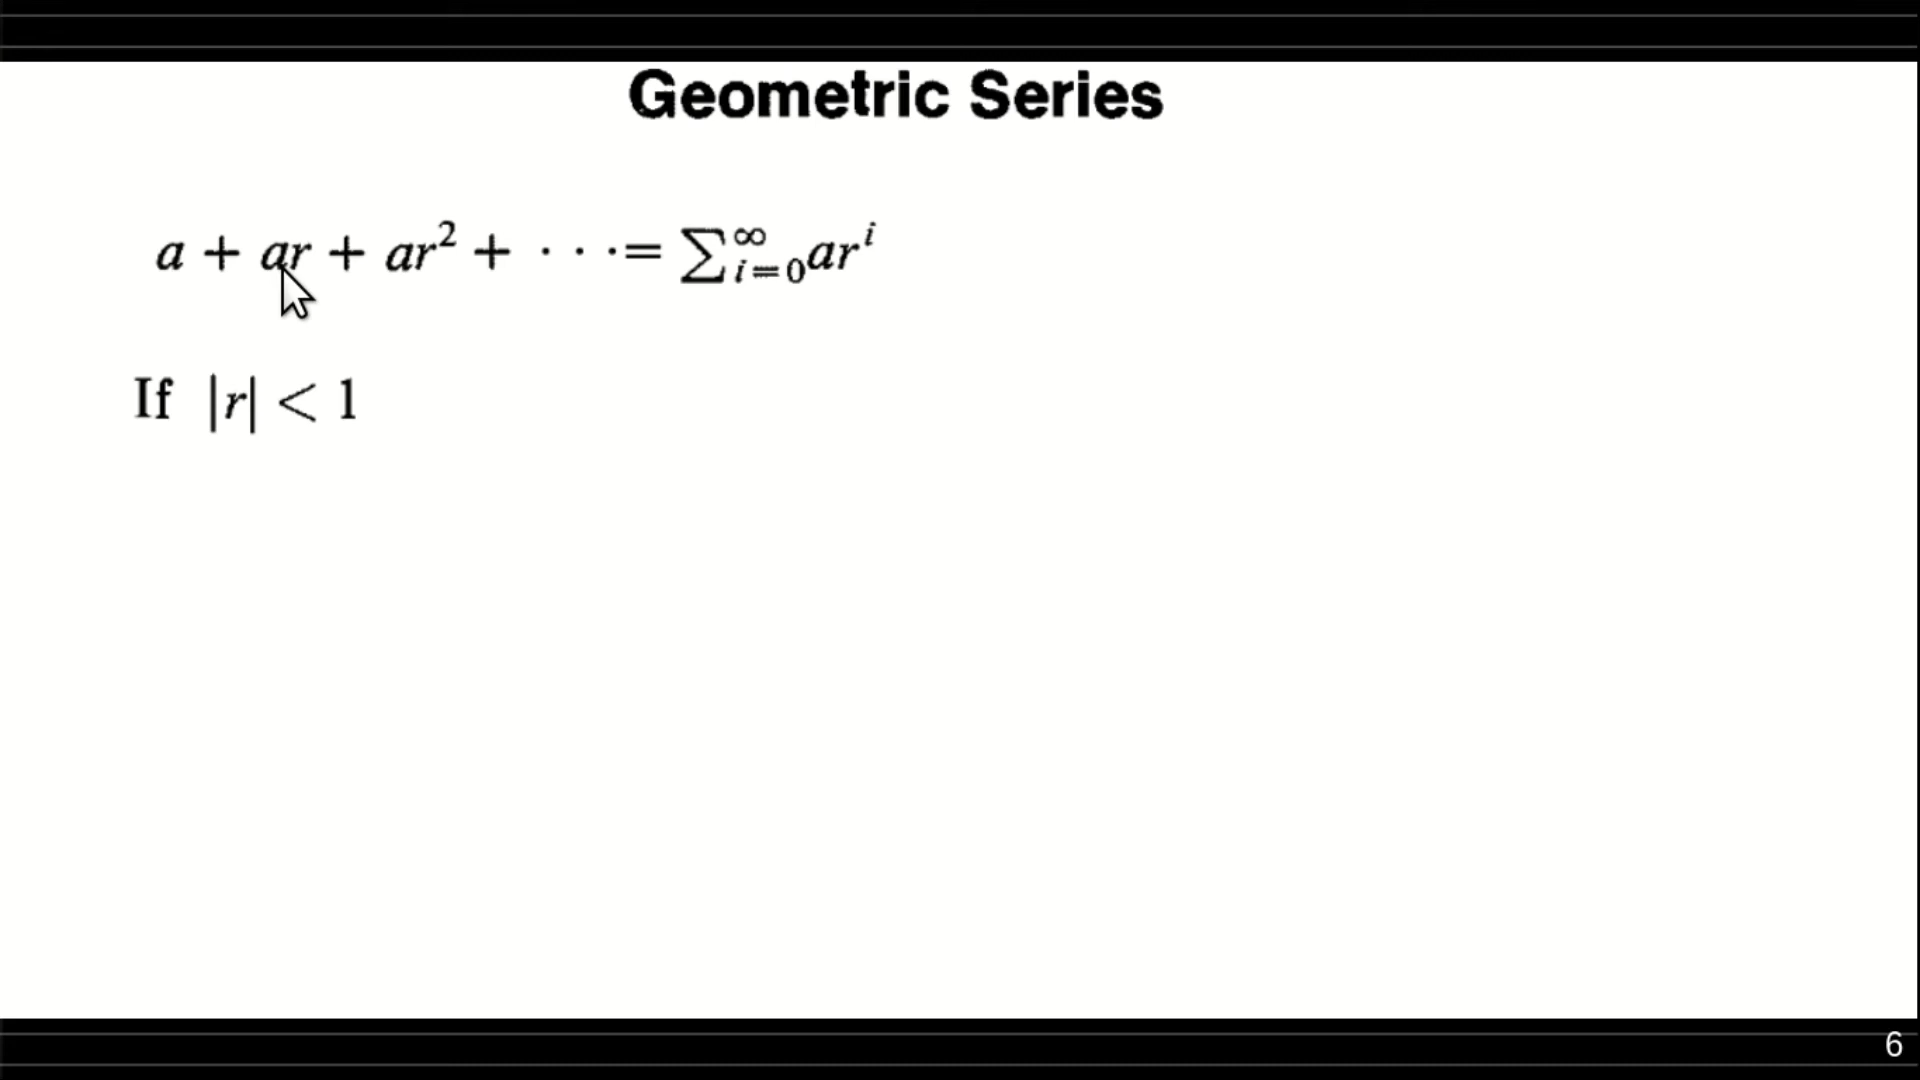 Geometric Series
a + ar + ar² + · · · = ∑_{i=0}^{∞} ar^i
If |r| < 1
6